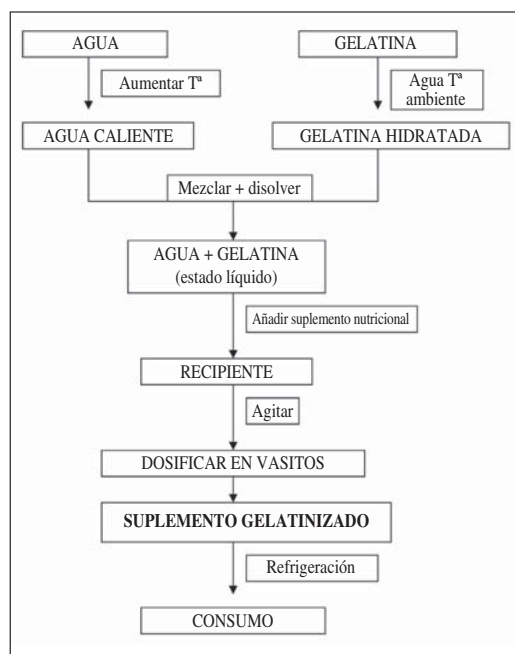 AGUA
GELATINA
Aumentar Tª
Agua Tª
ambiente
AGUA CALIENTE
GELATINA HIDRATADA
Mezclar + disolver
AGUA + GELATINA
(estado líquido)
Añadir suplemento nutricional
RECIPIENTE
Agitar
DOSIFICAR EN VASITOS
SUPLEMENTO GELATINIZADO
Refrigeración
CONSUMO